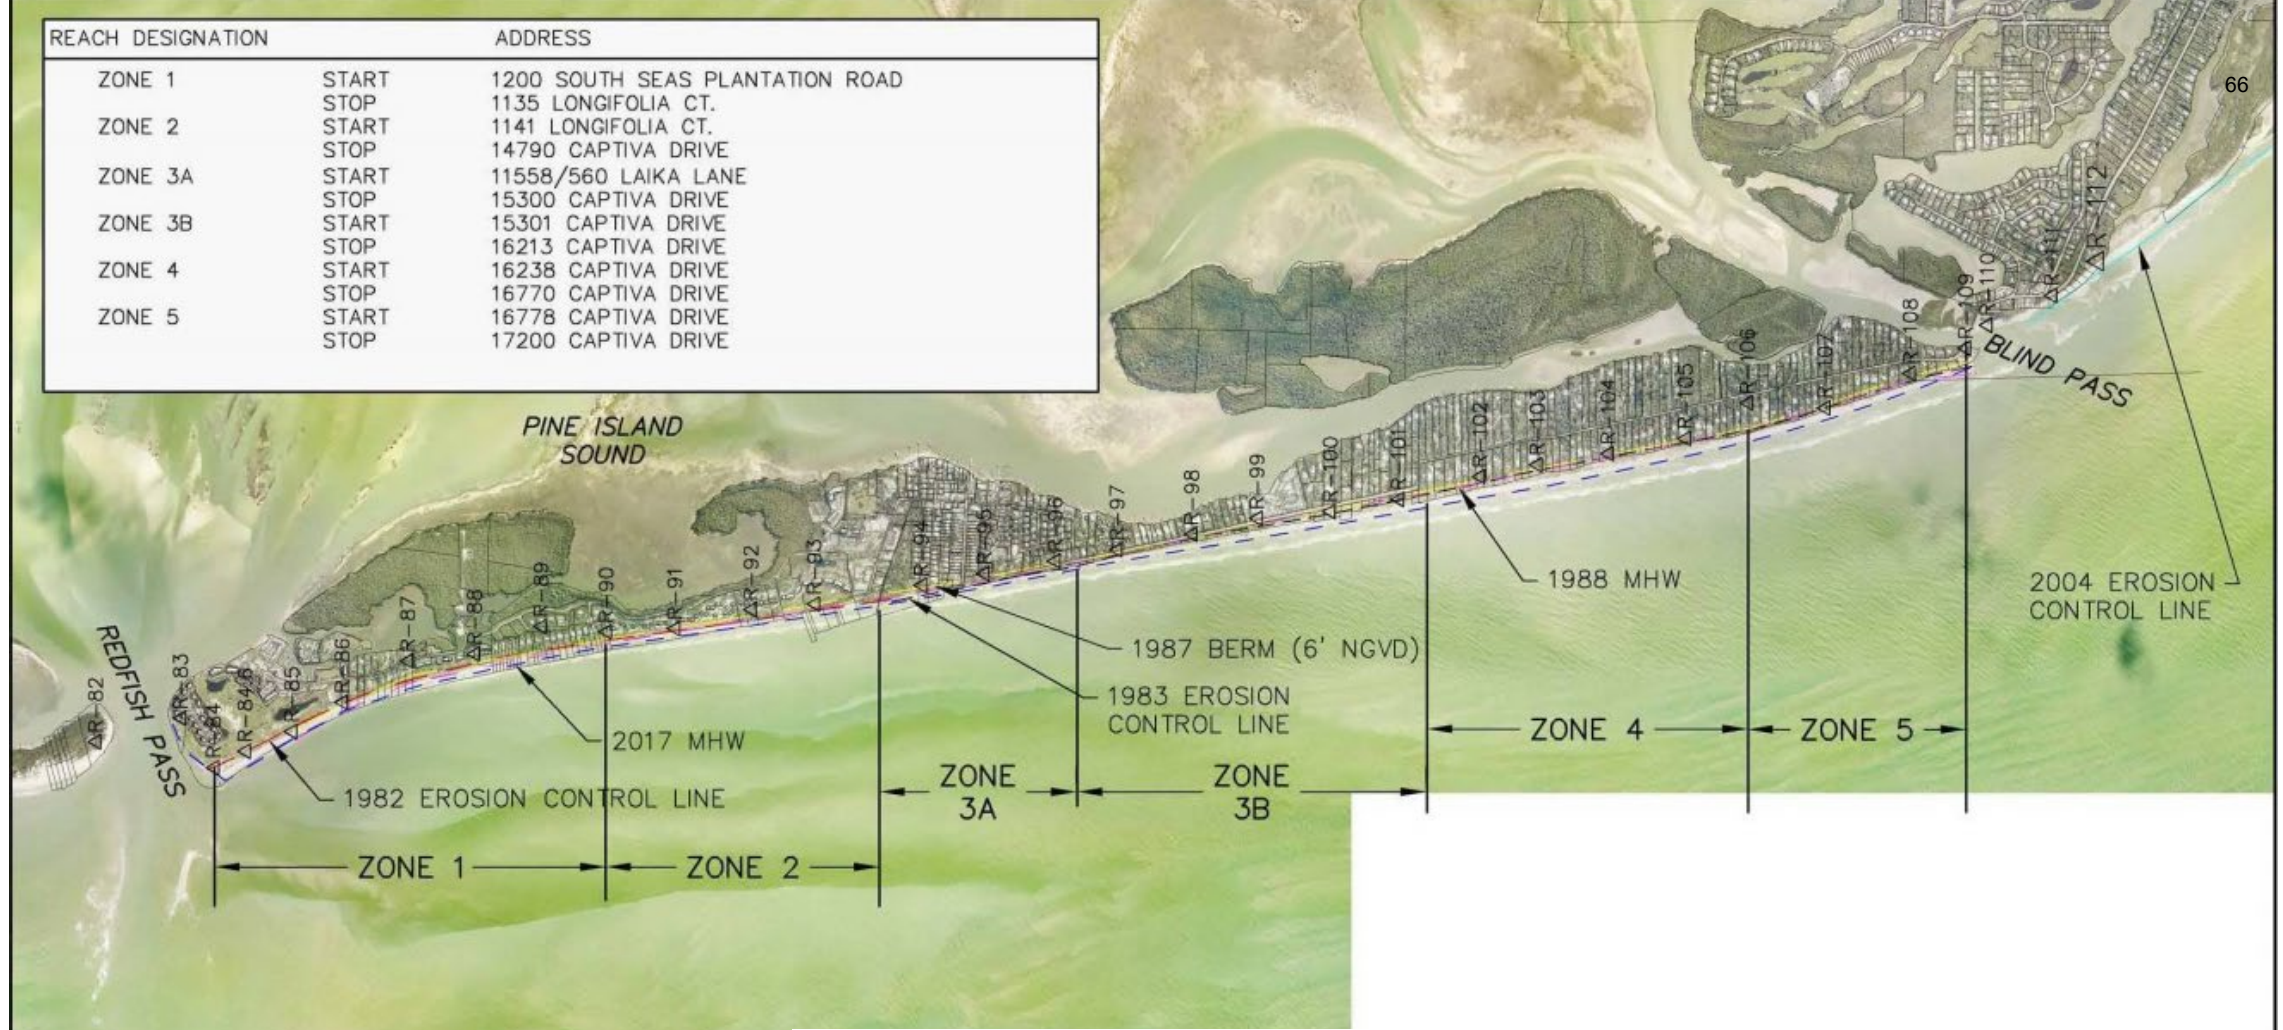 REACH DESIGNATION ADDRESS
ZONE 1 START 1200 SOUTH SEAS PLANTATION ROAD
STOP 1135 LONGIFOLIA CT.
ZONE 2 START 1141 LONGIFOLIA CT.
STOP 14790 CAPTIVA DRIVE
ZONE 3A START 11558/560 LAIKA LANE
STOP 15300 CAPTIVA DRIVE
ZONE 3B START 15301 CAPTIVA DRIVE
STOP 16213 CAPTIVA DRIVE
ZONE 4 START 16238 CAPTIVA DRIVE
STOP 16770 CAPTIVA DRIVE
ZONE 5 START 16778 CAPTIVA DRIVE
STOP 17200 CAPTIVA DRIVE
66
PINE ISLAND
SOUND
REDFISH PASS
BLIND PASS
R-82
R-83
R-84
R-84.6
R-85
R-86
R-87
R-88
R-89
R-90
R-91
R-92
R-93
R-94
R-95
R-96
R-97
R-98
R-99
R-100
R-101
R-102
R-103
R-104
R-105
R-106
R-107
R-108
R-109
R-110
R-111
R-112
1988 MHW
2004 EROSION
CONTROL LINE
1987 BERM (6' NGVD)
1983 EROSION
CONTROL LINE
2017 MHW
1982 EROSION CONTROL LINE
ZONE 4
ZONE 5
ZONE
3A
ZONE
3B
ZONE 1
ZONE 2